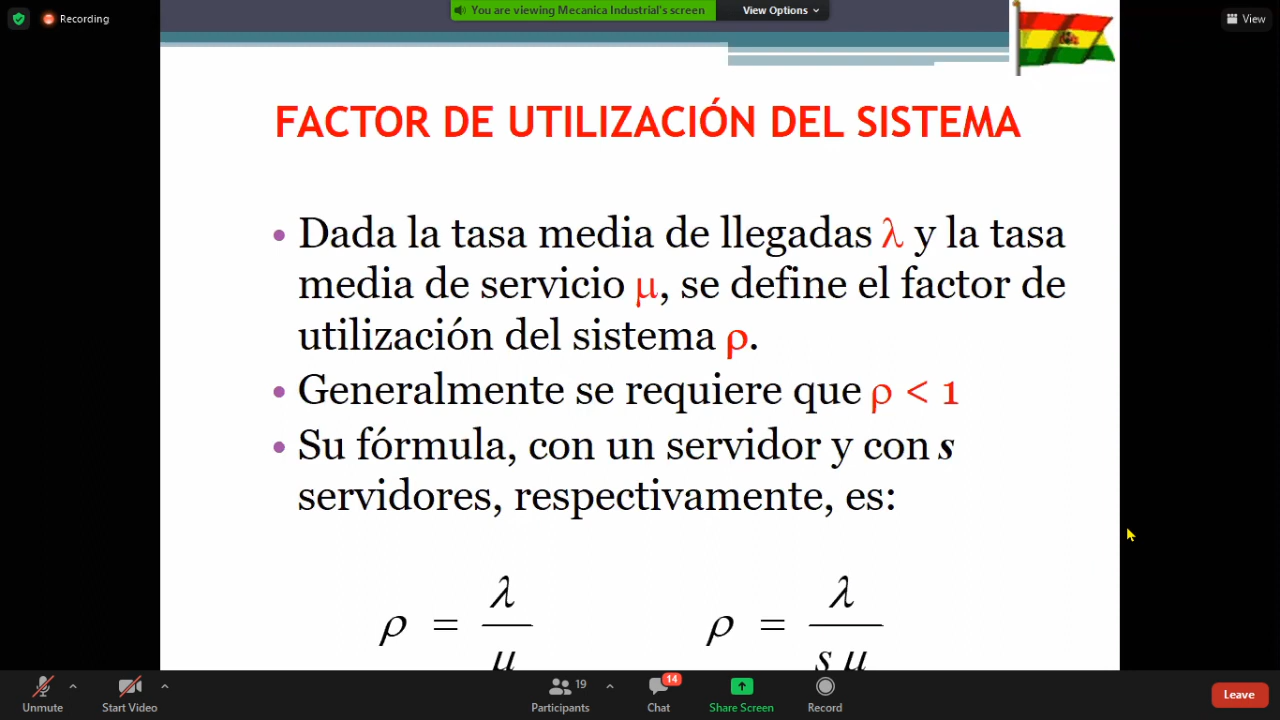 Recording
You are viewing Mecanica Industrial's screen
View Options
View
FACTOR DE UTILIZACIÓN DEL SISTEMA
• Dada la tasa media de llegadas λ y la tasa
media de servicio μ, se define el factor de
utilización del sistema ρ.
• Generalmente se requiere que ρ < 1
• Su fórmula, con un servidor y con s
servidores, respectivamente, es:
ρ = λ / μ
ρ = λ / s μ
Unmute
Start Video
19
Participants
14
Chat
Share Screen
Record
Leave